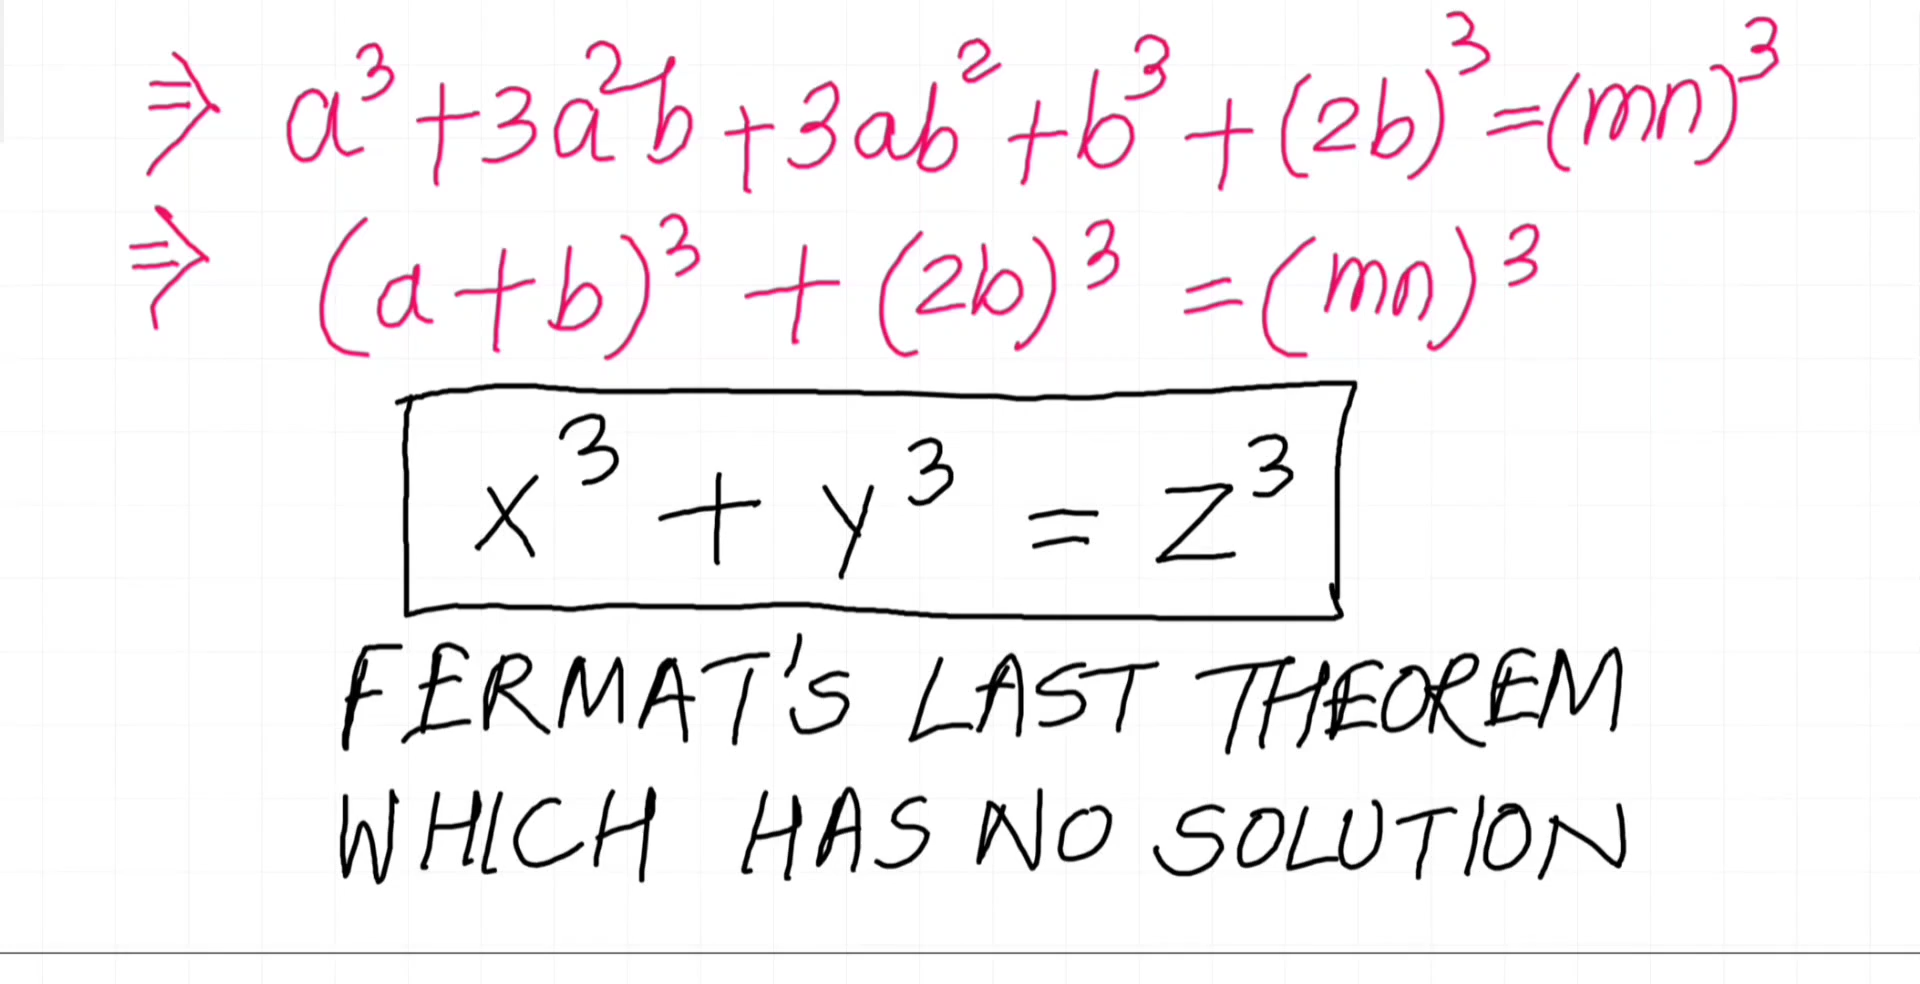 ⇒ a³+3a²b+3ab²+b³+(2b)³=(mn)³
⇒ (a+b)³+(2b)³=(mn)³
x³+y³=z³
FERMAT'S LAST THEOREM
WHICH HAS NO SOLUTION